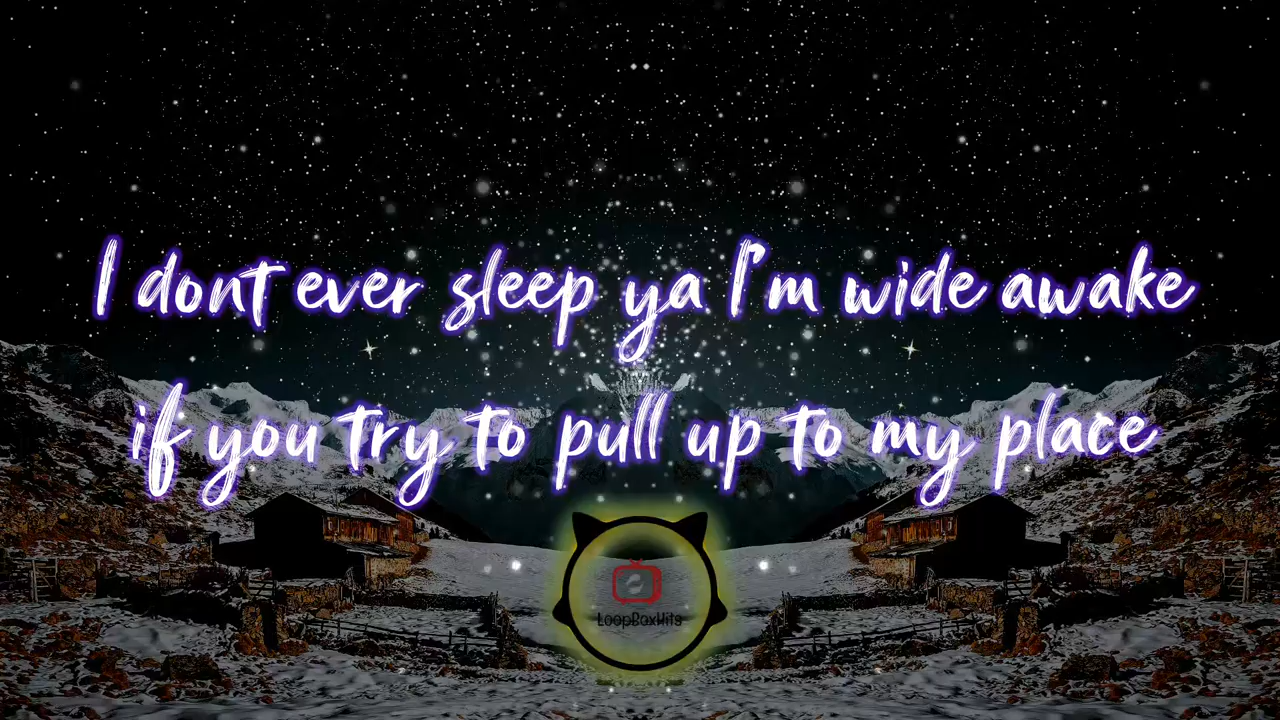 I dont ever sleep ya I'm wide awake
if you try to pull up to my place
LoopBoxHits